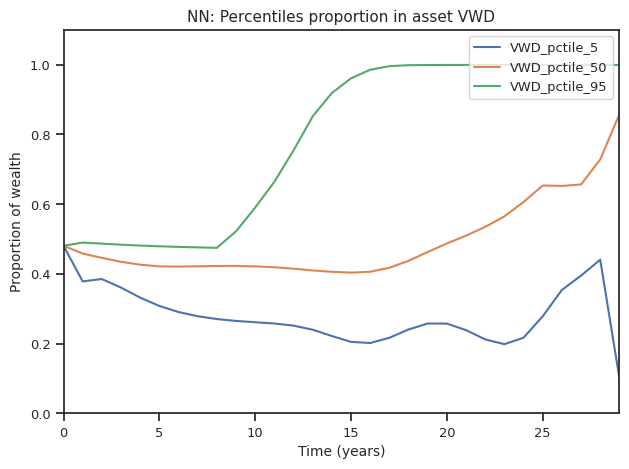 NN: Percentiles proportion in asset VWD
VWD_pctile_5
VWD_pctile_50
VWD_pctile_95
Proportion of wealth
1.0
0.8
0.6
0.4
0.2
0.0
0 5 10 15 20 25
Time (years)